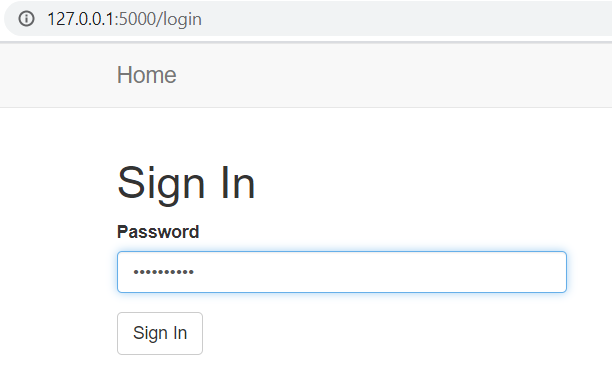 127.0.0.1:5000/login
Home
Sign In
Password
••••••••••
Sign In